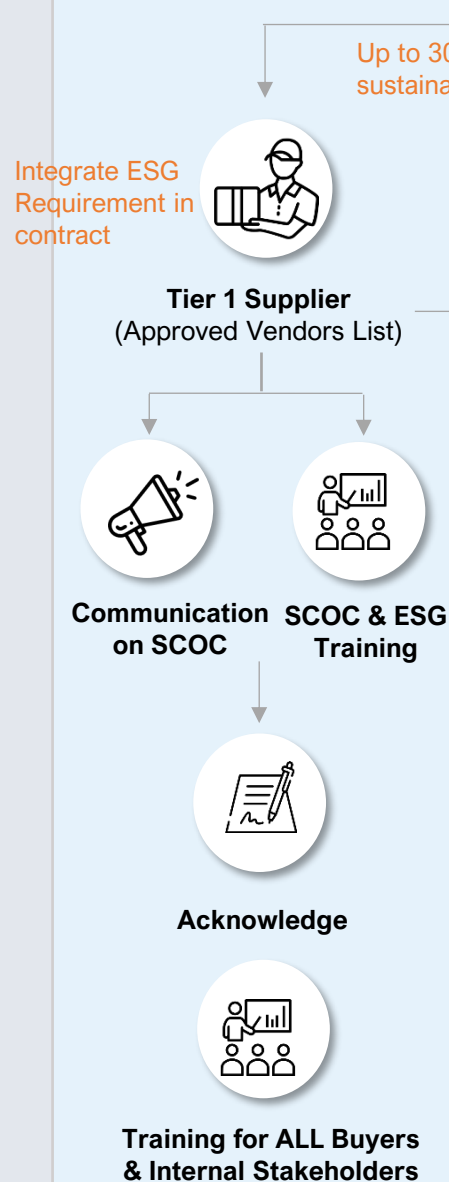 Up to 30
sustaina
Integrate ESG
Requirement in
contract
Tier 1 Supplier
(Approved Vendors List)
Communication
on SCOC
SCOC & ESG
Training
Acknowledge
Training for ALL Buyers
& Internal Stakeholders